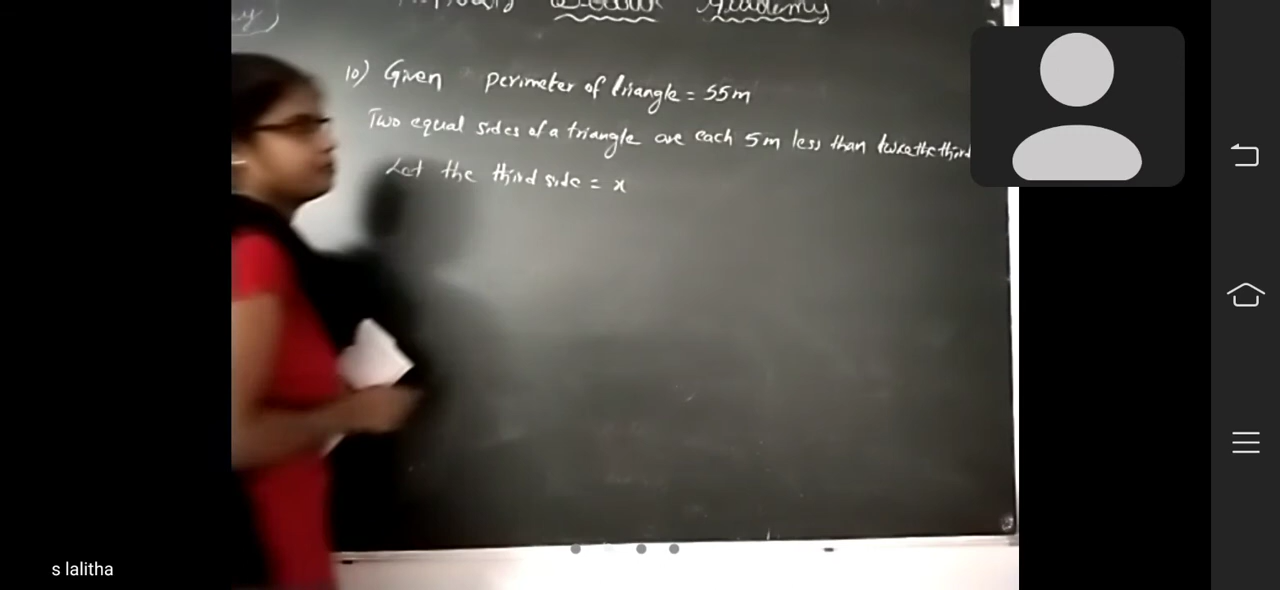 Academy
10) Given perimeter of triangle = 55m
Two equal sides of a triangle are each 5m less than twice the third
Let the third side = x
s lalitha